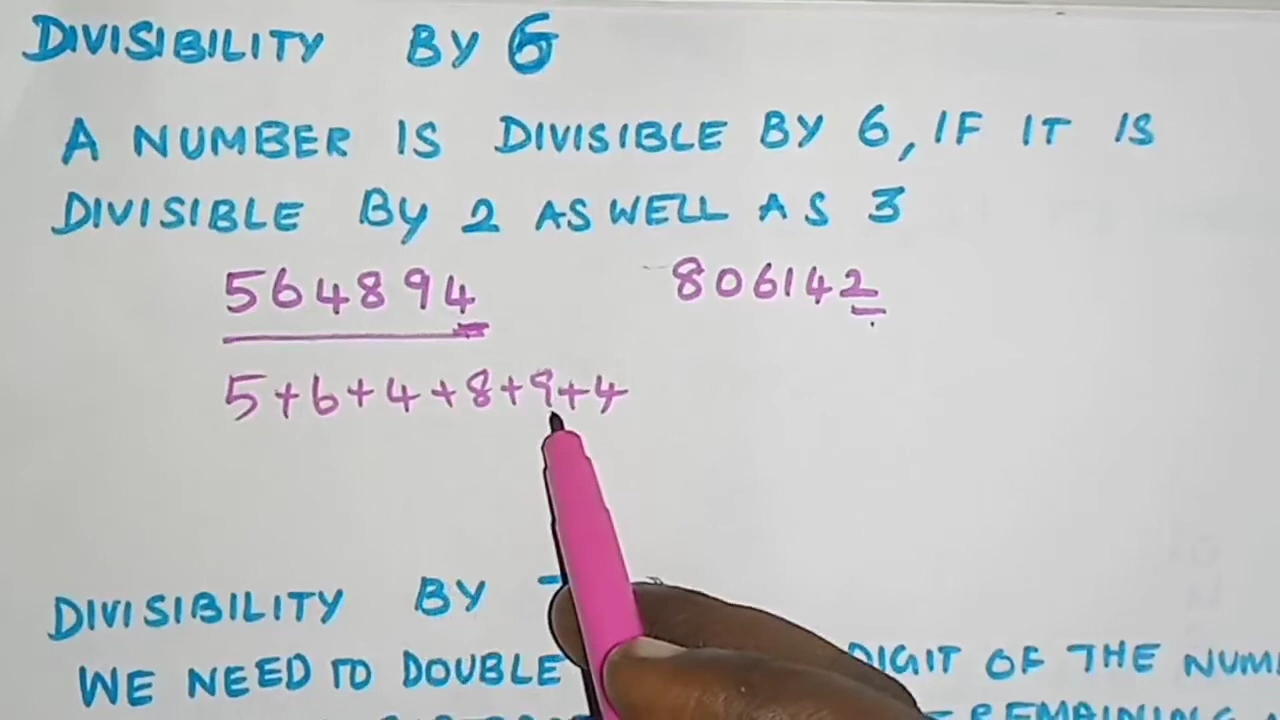 DIVISIBILITY BY 6
A NUMBER IS DIVISIBLE BY 6, IF IT IS
DIVISIBLE BY 2 AS WELL AS 3
564894 806142
5+6+4+8+9+4
DIVISIBILITY BY
WE NEED TO DOUBLE DIGIT OF THE
REMAINING